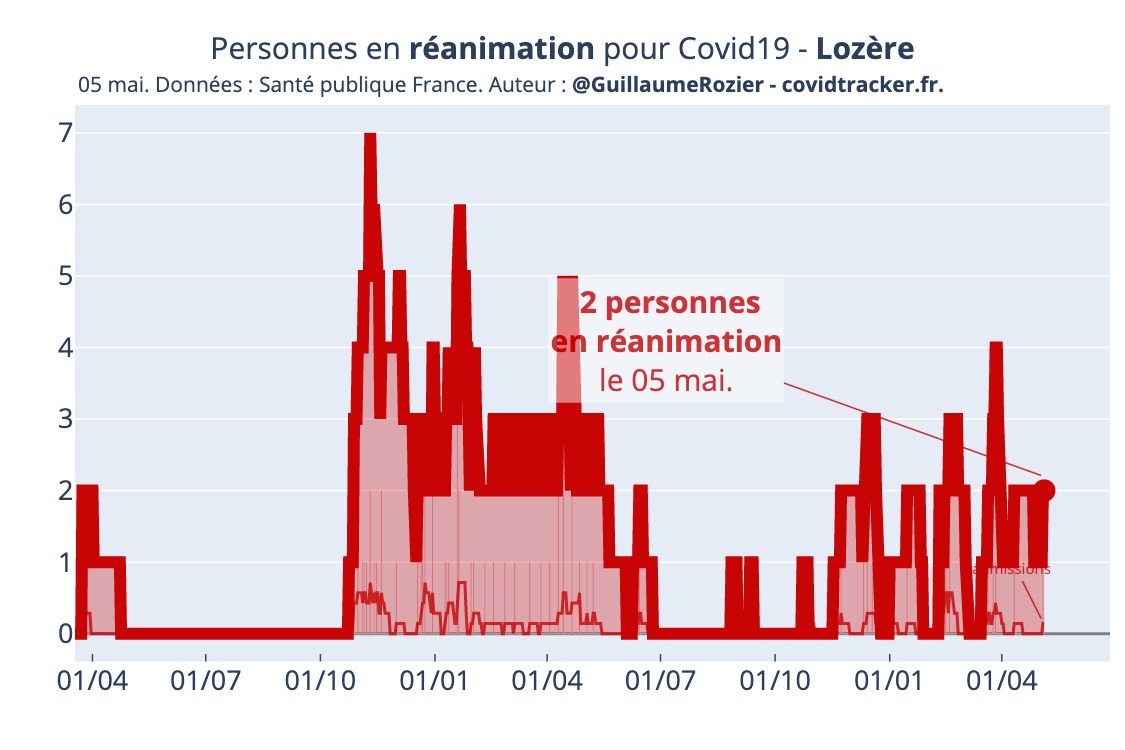 Personnes en réanimation pour Covid19 - Lozère
05 mai. Données : Santé publique France. Auteur : @GuillaumeRozier - covidtracker.fr.
7
6
5
4
3
2
1
0
2 personnes
en réanimation
le 05 mai.
admissions
01/04
01/07
01/10
01/01
01/04
01/07
01/10
01/01
01/04